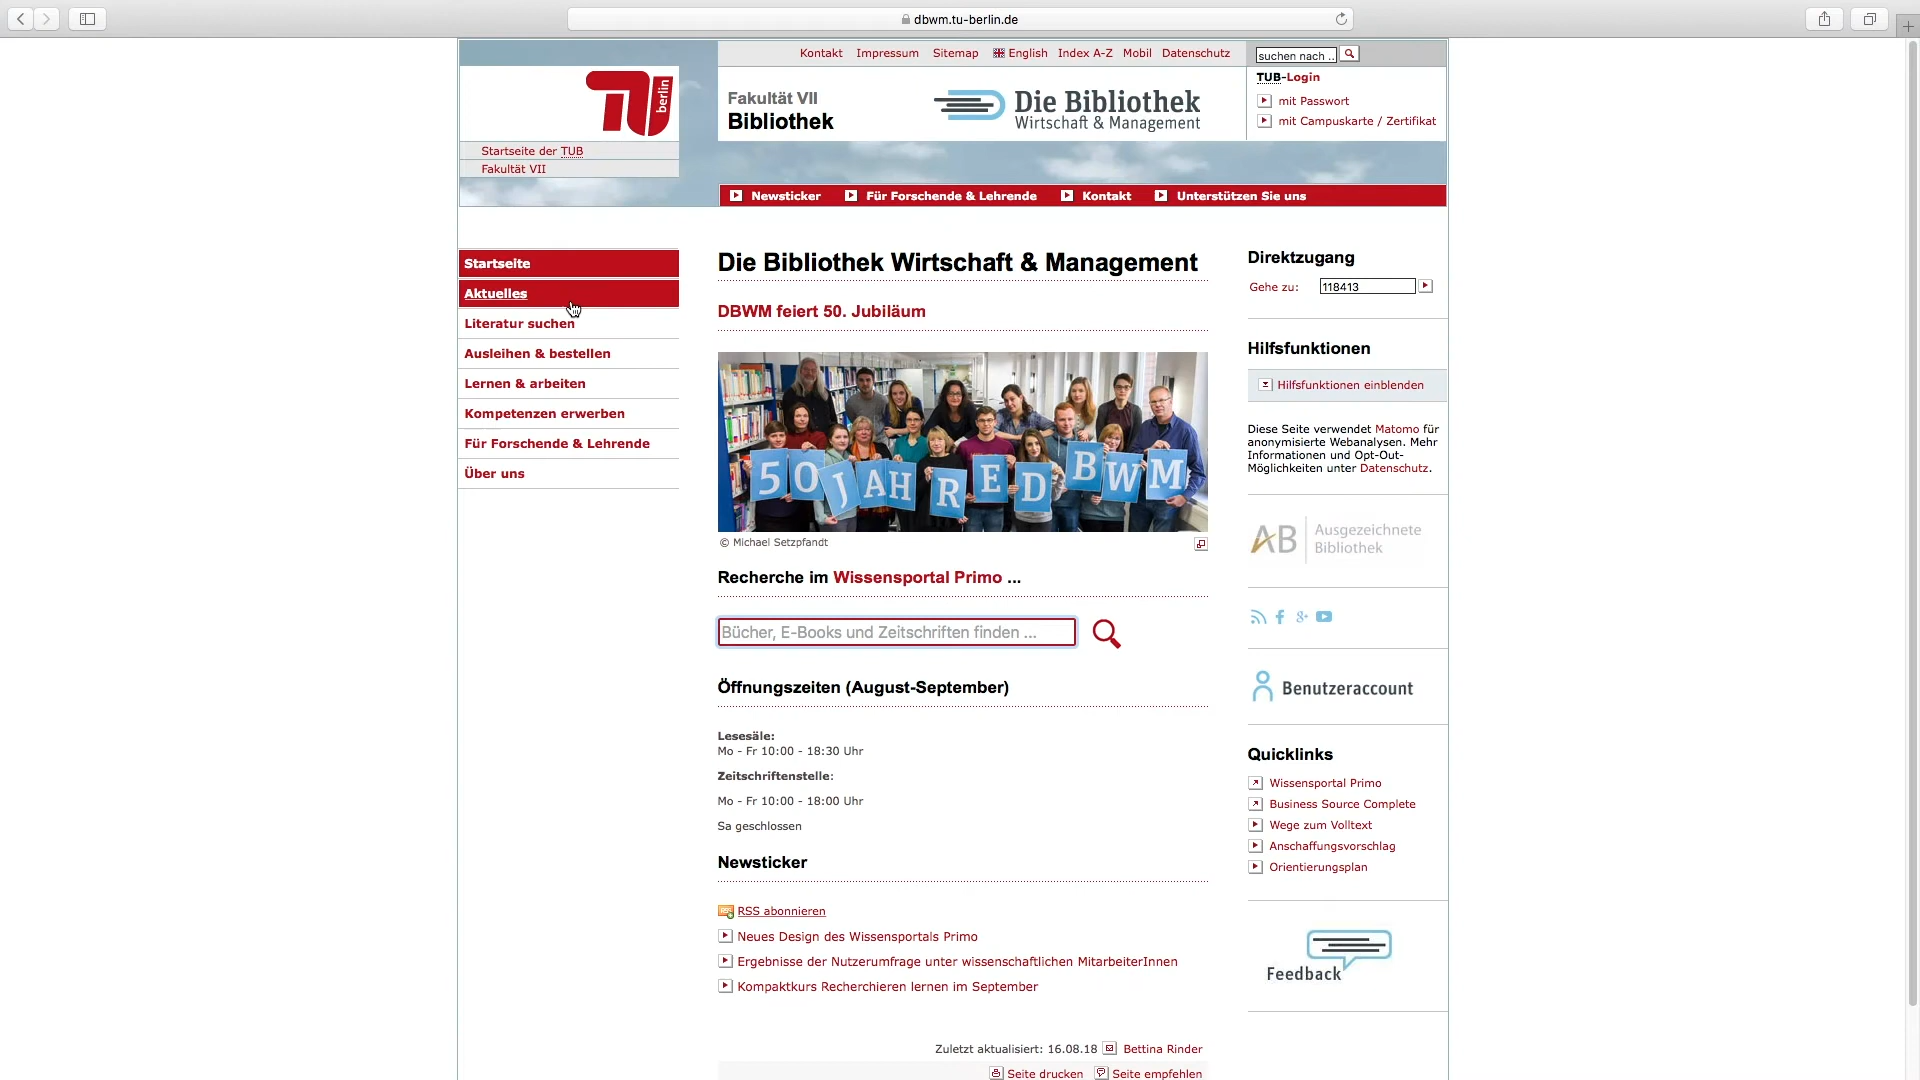 dbwm.tu-berlin.de
Kontakt Impressum Sitemap English Index A-Z Mobil Datenschutz
suchen nach ..
berlin
Startseite der TUB
Fakultät VII
Fakultät VII
Bibliothek
Die Bibliothek
Wirtschaft & Management
TUB-Login
mit Passwort
mit Campuskarte / Zertifikat
Newsticker Für Forschende & Lehrende Kontakt Unterstützen Sie uns
Startseite
Aktuelles
Literatur suchen
Ausleihen & bestellen
Lernen & arbeiten
Kompetenzen erwerben
Für Forschende & Lehrende
Über uns
Die Bibliothek Wirtschaft & Management
DBWM feiert 50. Jubiläum
50 JAHRE DBWM
© Michael Setzpfandt
Recherche im Wissensportal Primo ...
Bücher, E-Books und Zeitschriften finden ...
Öffnungszeiten (August-September)
Lesesäle:
Mo - Fr 10:00 - 18:30 Uhr
Zeitschriftenstelle:
Mo - Fr 10:00 - 18:00 Uhr
Sa geschlossen
Newsticker
RSS abonnieren
Neues Design des Wissensportals Primo
Ergebnisse der Nutzerumfrage unter wissenschaftlichen MitarbeiterInnen
Kompaktkurs Recherchieren lernen im September
Zuletzt aktualisiert: 16.08.18 Bettina Rinder
Seite drucken Seite empfehlen
Direktzugang
Gehe zu: 118413
Hilfsfunktionen
Hilfsfunktionen einblenden
Diese Seite verwendet Matomo für
anonymisierte Webanalysen. Mehr
Informationen und Opt-Out-
Möglichkeiten unter Datenschutz.
AB Ausgezeichnete
Bibliothek
Benutzeraccount
Quicklinks
Wissensportal Primo
Business Source Complete
Wege zum Volltext
Anschaffungsvorschlag
Orientierungsplan
Feedback